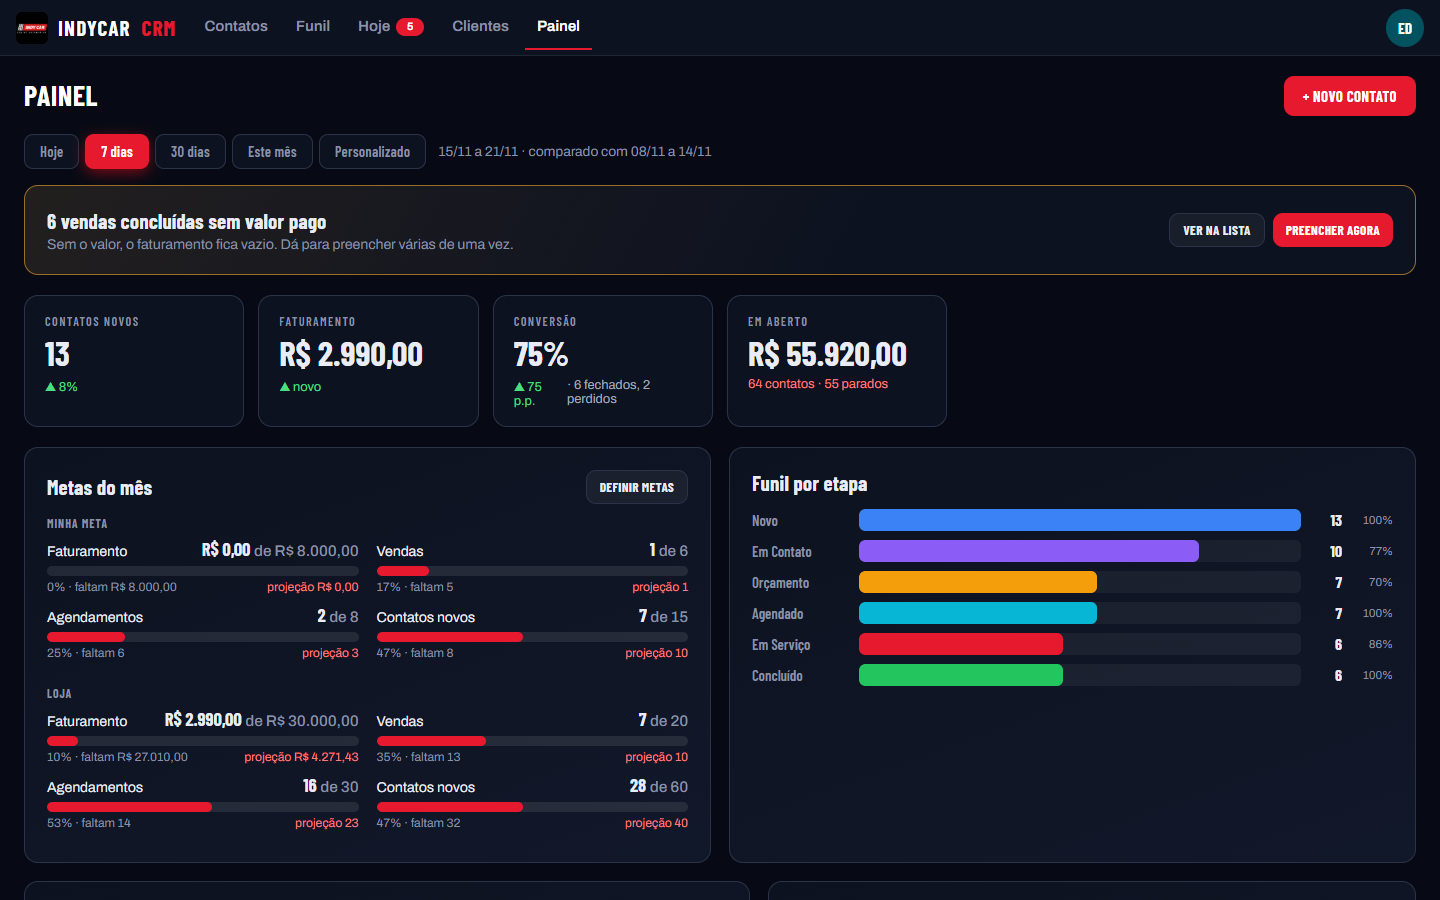 INDYCAR CRM
Contatos
Funil
Hoje 5
Clientes
Painel
ED
PAINEL
+ NOVO CONTATO
Hoje
7 dias
30 dias
Este mês
Personalizado
15/11 a 21/11 · comparado com 08/11 a 14/11
6 vendas concluídas sem valor pago
Sem o valor, o faturamento fica vazio. Dá para preencher várias de uma vez.
VER NA LISTA
PREENCHER AGORA
CONTATOS NOVOS
13
▲ 8%
FATURAMENTO
R$ 2.990,00
▲ novo
CONVERSÃO
75%
▲ 75 p.p.
· 6 fechados, 2 perdidos
EM ABERTO
R$ 55.920,00
64 contatos · 55 parados
Metas do mês
DEFINIR METAS
MINHA META
Faturamento R$ 0,00 de R$ 8.000,00
0% · faltam R$ 8.000,00 projeção R$ 0,00
Vendas 1 de 6
17% · faltam 5 projeção 1
Agendamentos 2 de 8
25% · faltam 6 projeção 3
Contatos novos 7 de 15
47% · faltam 8 projeção 10
LOJA
Faturamento R$ 2.990,00 de R$ 30.000,00
10% · faltam R$ 27.010,00 projeção R$ 4.271,43
Vendas 7 de 20
35% · faltam 13 projeção 10
Agendamentos 16 de 30
53% · faltam 14 projeção 23
Contatos novos 28 de 60
47% · faltam 32 projeção 40
Funil por etapa
Novo 13 100%
Em Contato 10 77%
Orçamento 7 70%
Agendado 7 100%
Em Serviço 6 86%
Concluído 6 100%